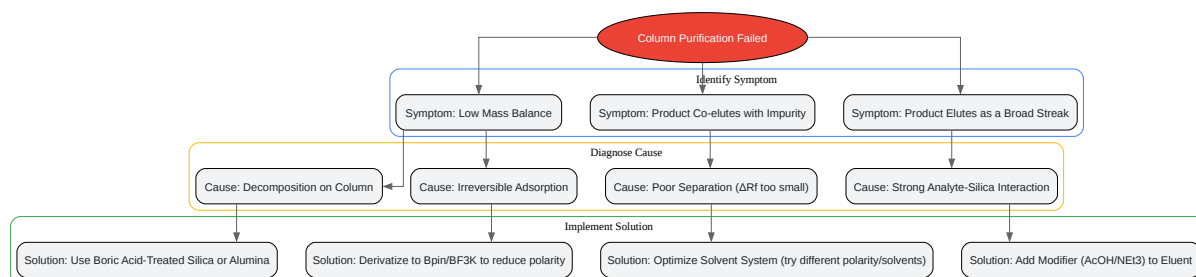 Column Purification Failed
Identify Symptom
Symptom: Low Mass Balance
Symptom: Product Co-elutes with Impurity
Symptom: Product Elutes as a Broad Streak
Diagnose Cause
Cause: Decomposition on Column
Cause: Irreversible Adsorption
Cause: Poor Separation (ΔRf too small)
Cause: Strong Analyte-Silica Interaction
Implement Solution
Solution: Use Boric Acid-Treated Silica or Alumina
Solution: Derivatize to Bpin/BF3K to reduce polarity
Solution: Optimize Solvent System (try different polarity/solvents)
Solution: Add Modifier (AcOH/NEt3) to Eluent